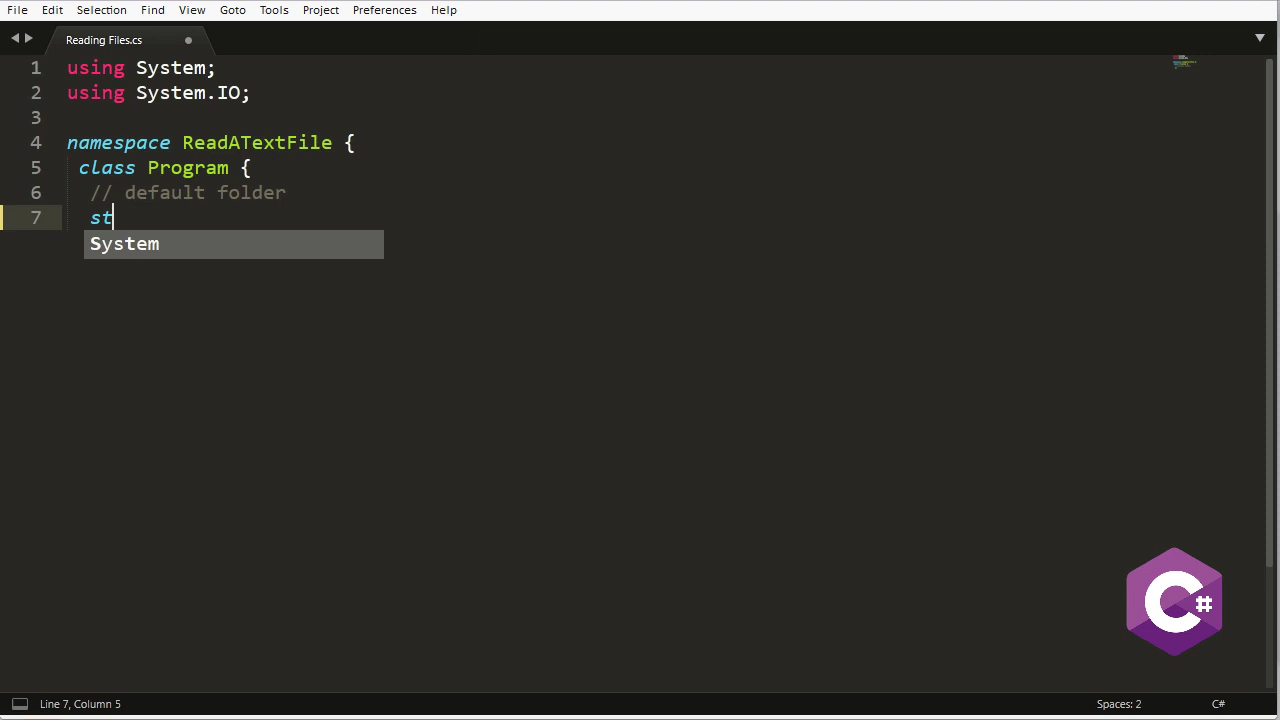 File Edit Selection Find View Goto Tools Project Preferences Help
Reading Files.cs
1 using System;
2 using System.IO;
3
4 namespace ReadATextFile {
5 class Program {
6 // default folder
7 st
System
C#
Line 7, Column 5 Spaces: 2 C#